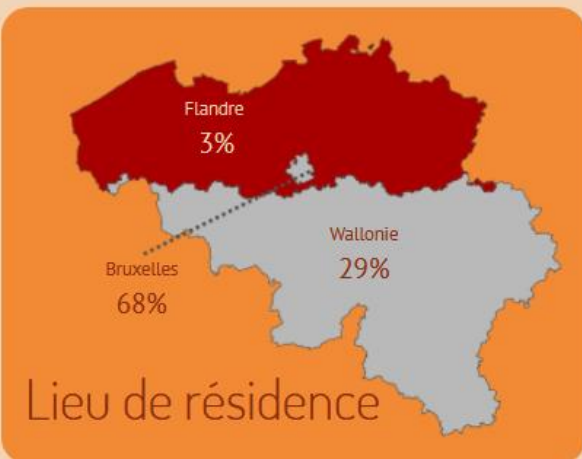 Flandre
3%
Wallonie
29%
Bruxelles
68%
Lieu de résidence